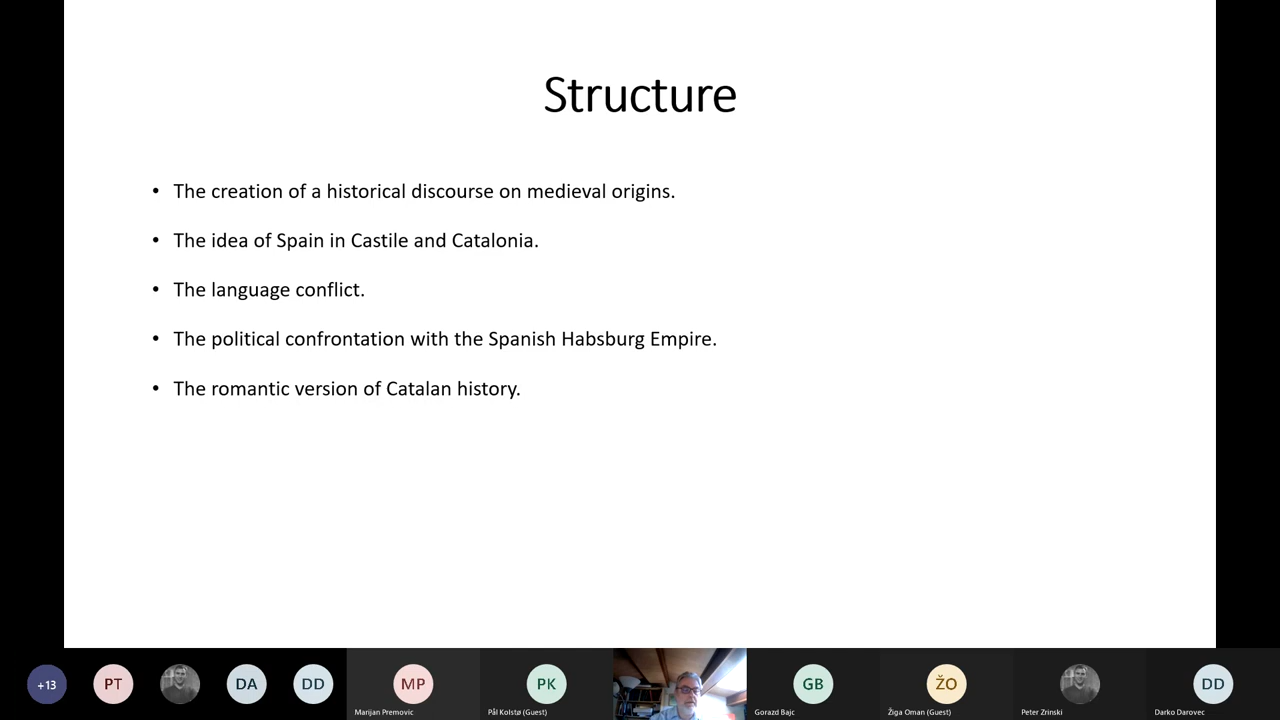 Structure
• The creation of a historical discourse on medieval origins.
• The idea of Spain in Castile and Catalonia.
• The language conflict.
• The political confrontation with the Spanish Habsburg Empire.
• The romantic version of Catalan history.
+13 PT DA DD MP PK GB ŽO DD
Marijan Premovic Pål Kolstø (Guest) Gorazd Bajc Žiga Oman (Guest) Peter Zrinski Darko Darovec